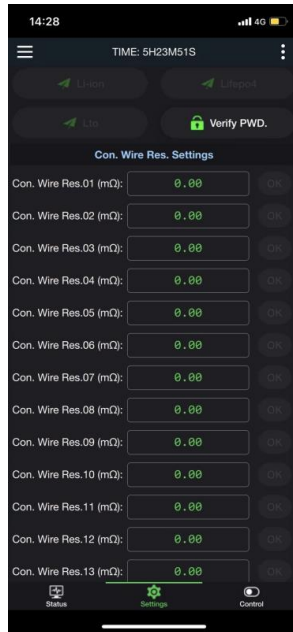 14:28 4G
TIME: 5H23M51S
Li-ion Lifepo4
Lto Verify PWD.
Con. Wire Res. Settings
Con. Wire Res.01 (mΩ): 0.00 OK
Con. Wire Res.02 (mΩ): 0.00 OK
Con. Wire Res.03 (mΩ): 0.00 OK
Con. Wire Res.04 (mΩ): 0.00 OK
Con. Wire Res.05 (mΩ): 0.00 OK
Con. Wire Res.06 (mΩ): 0.00 OK
Con. Wire Res.07 (mΩ): 0.00 OK
Con. Wire Res.08 (mΩ): 0.00 OK
Con. Wire Res.09 (mΩ): 0.00 OK
Con. Wire Res.10 (mΩ): 0.00 OK
Con. Wire Res.11 (mΩ): 0.00 OK
Con. Wire Res.12 (mΩ): 0.00 OK
Con. Wire Res.13 (mΩ): 0.00 OK
Status Settings Control